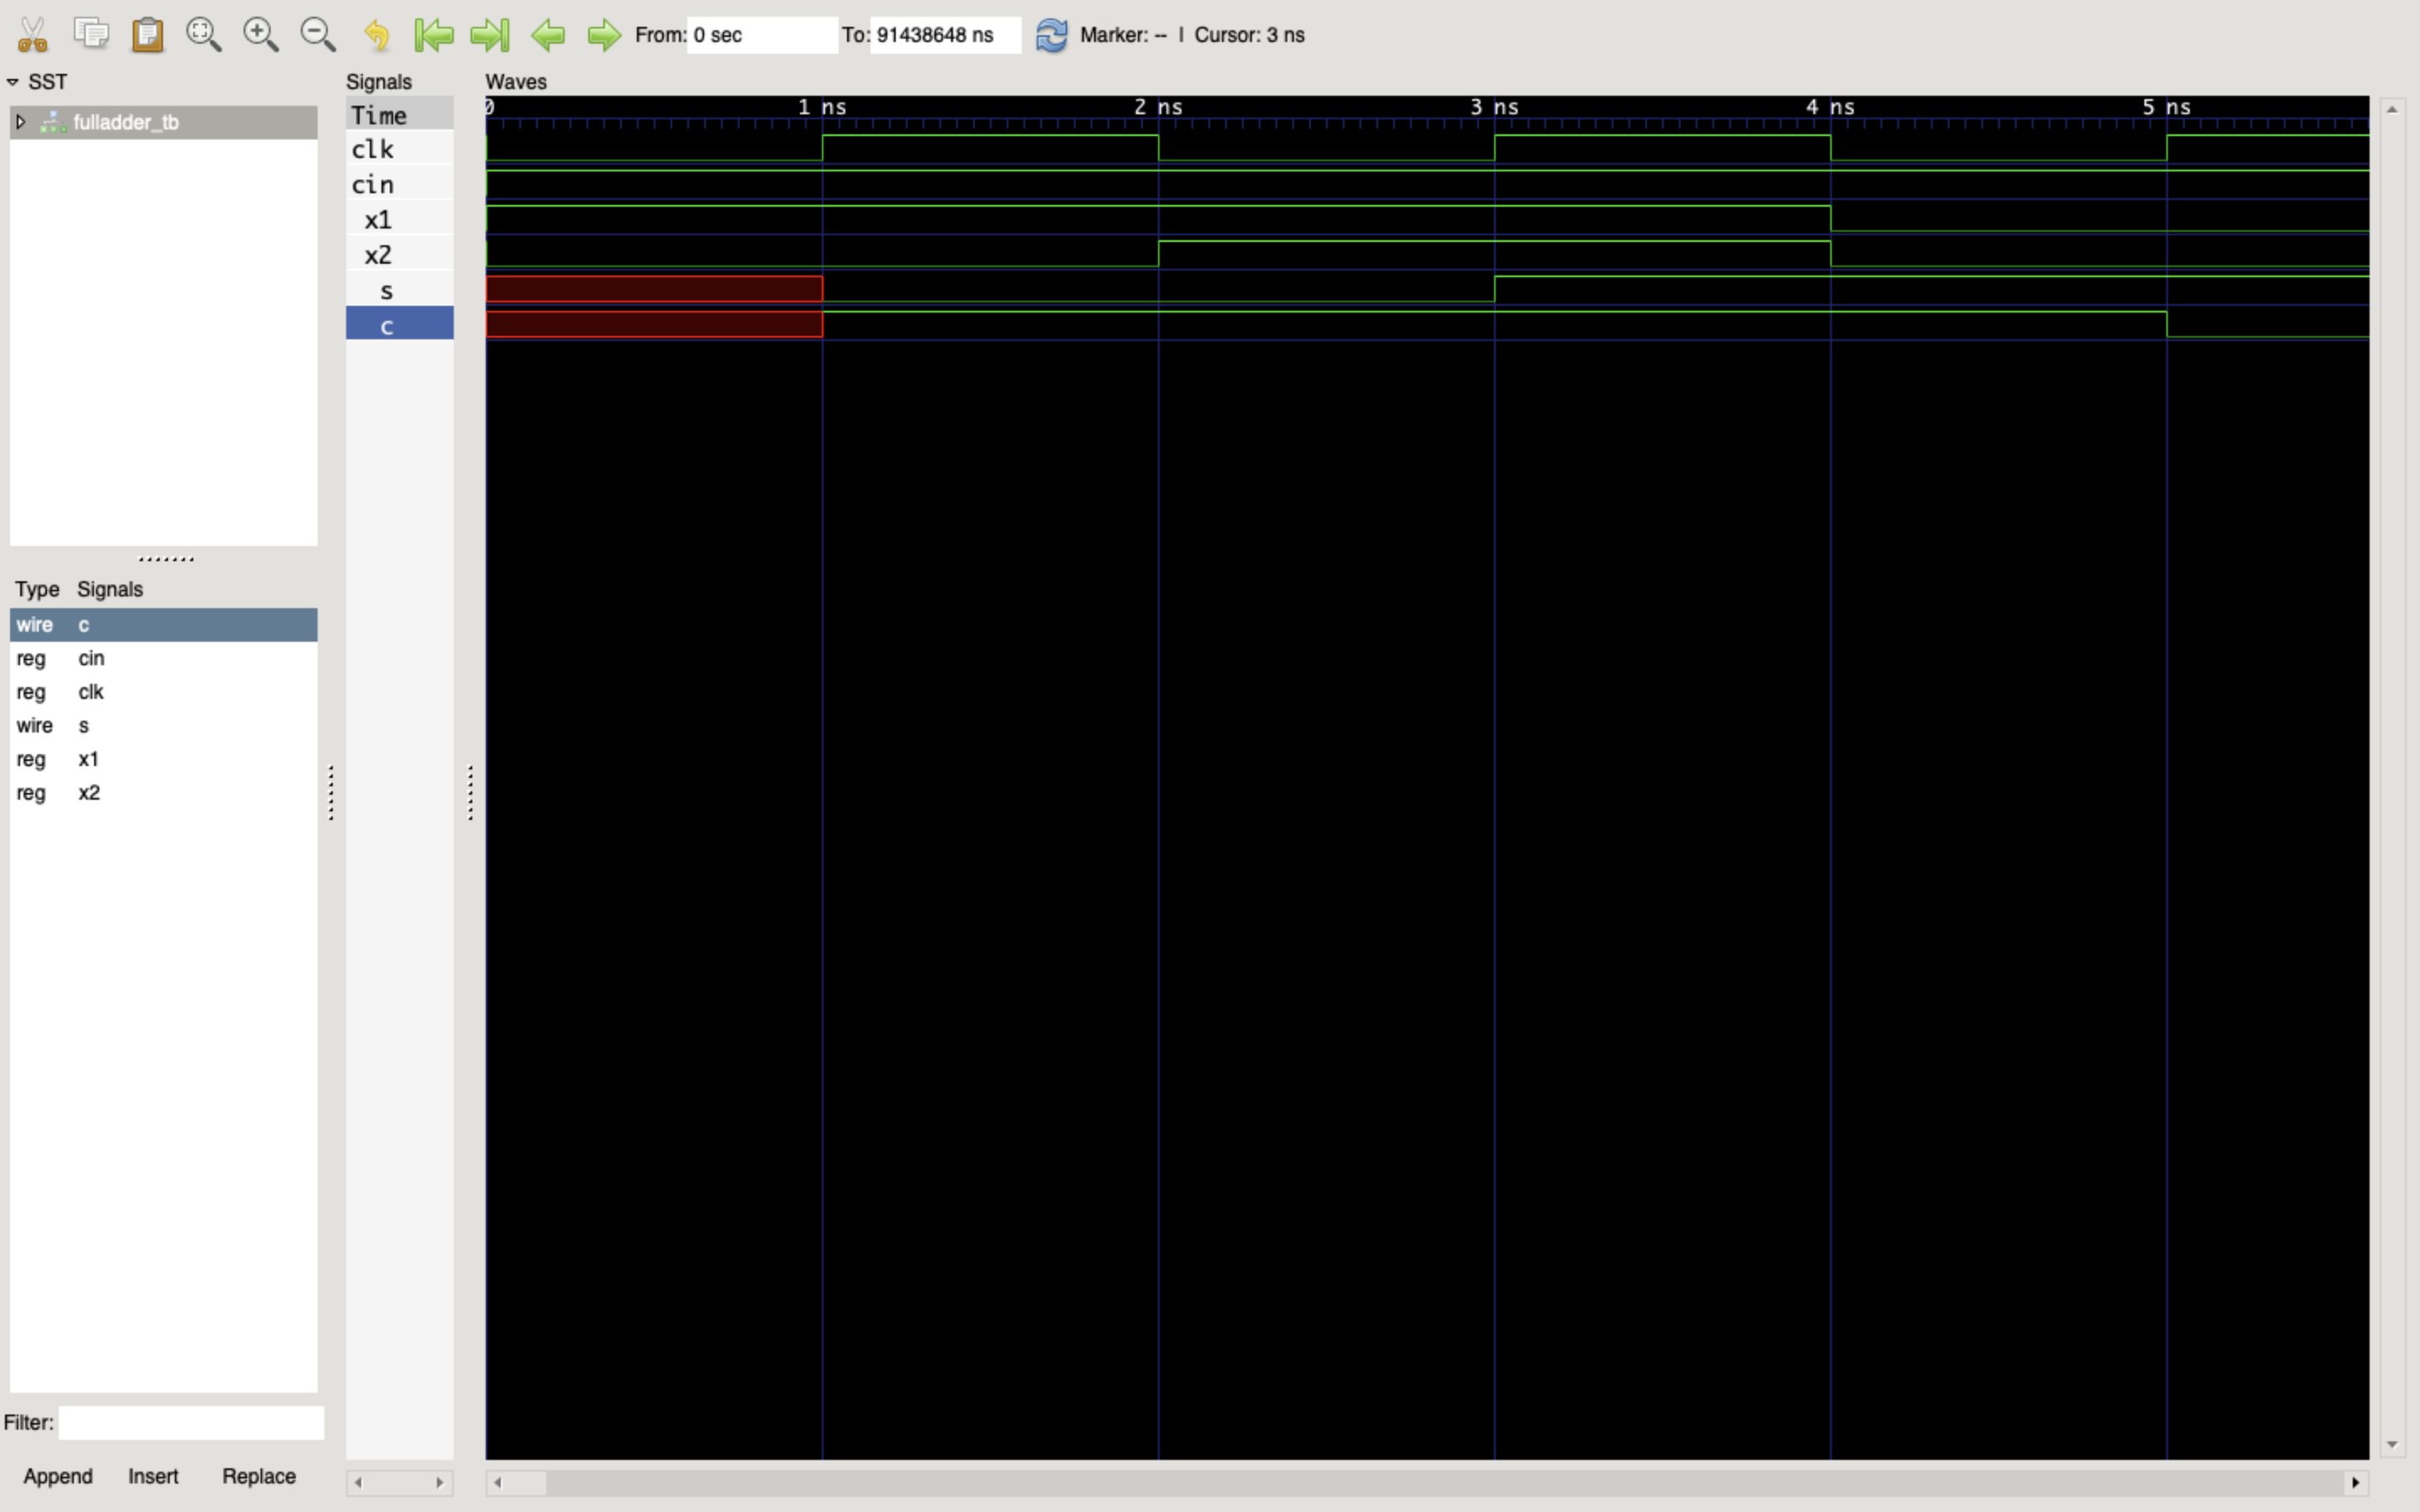 From: 0 sec To: 91438648 ns Marker: -- | Cursor: 3 ns
SST
fulladder_tb
Type Signals
wire c
reg cin
reg clk
wire s
reg x1
reg x2
Filter:
Append Insert Replace
Signals
Time
clk
cin
x1
x2
s
c
Waves
0 1 ns 2 ns 3 ns 4 ns 5 ns